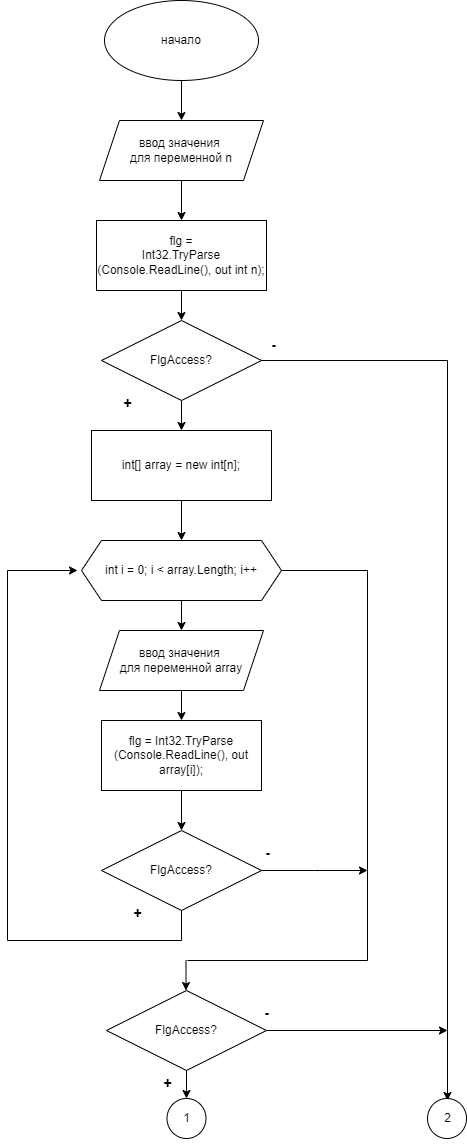 начало
ввод значения
для переменной n
flg =
Int32.TryParse
(Console.ReadLine(), out int n);
FlgAccess?
-
+
int[] array = new int[n];
int i = 0; i < array.Length; i++
ввод значения
для переменной array
flg = Int32.TryParse
(Console.ReadLine(), out
array[i]);
FlgAccess?
-
+
FlgAccess?
-
+
1
2